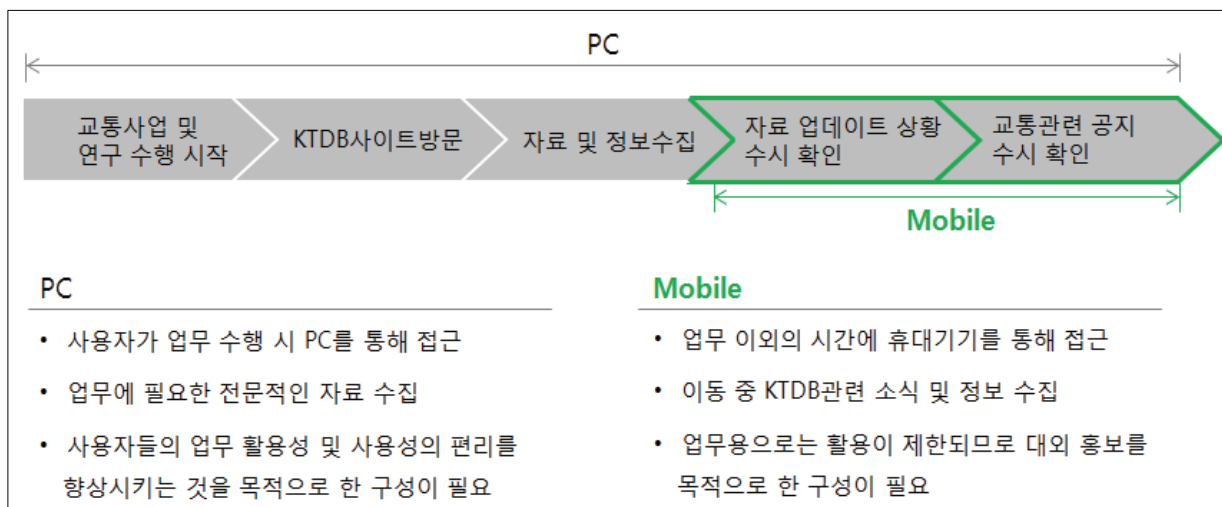 PC
교통사업 및
연구 수행 시작
KTDB사이트방문
자료 및 정보수집
자료 업데이트 상황
수시 확인
교통관련 공지
수시 확인
Mobile
PC
• 사용자가 업무 수행 시 PC를 통해 접근
• 업무에 필요한 전문적인 자료 수집
• 사용자들의 업무 활용성 및 사용성의 편리를
향상시키는 것을 목적으로 한 구성이 필요
Mobile
• 업무 이외의 시간에 휴대기기를 통해 접근
• 이동 중 KTDB관련 소식 및 정보 수집
• 업무용으로는 활용이 제한되므로 대외 홍보를
목적으로 한 구성이 필요